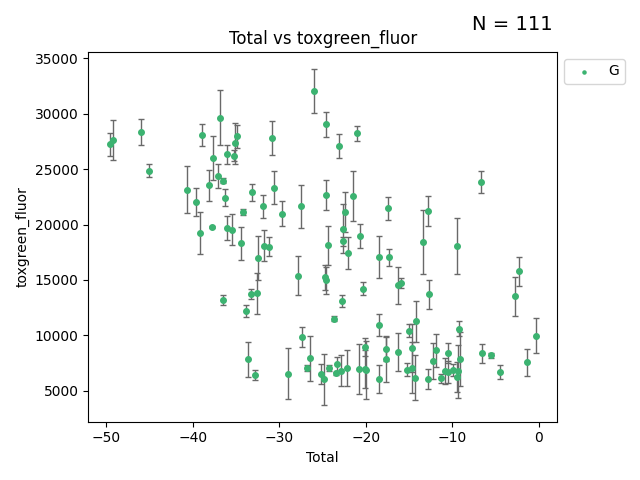 N = 111
Total vs toxgreen_fluor
G
toxgreen_fluor
35000
30000
25000
20000
15000
10000
5000
−50 −40 −30 −20 −10 0
Total